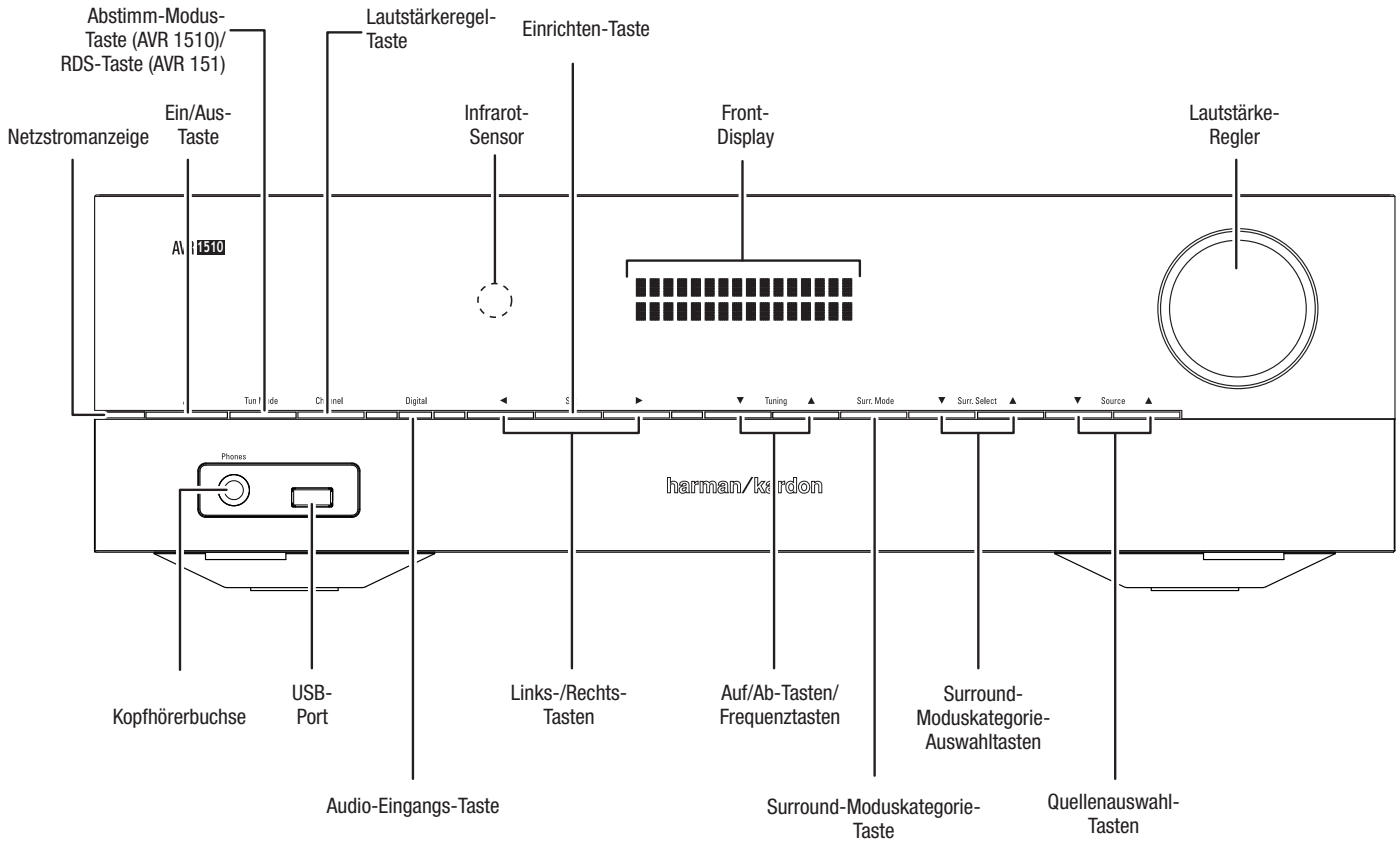 Abstimm-Modus-
Taste (AVR 1510)/
RDS-Taste (AVR 151)
Lautstärkeregel-
Taste
Einrichten-Taste
Netzstromanzeige
Ein/Aus-
Taste
Infrarot-
Sensor
Front-
Display
Lautstärke-
Regler
AVR 1510
Digital
Tuning
Surr. Mode
Surr. Select
Source
Phones
harman/kardon
Kopfhörerbuchse
USB-
Port
Links-/Rechts-
Tasten
Auf/Ab-Tasten/
Frequenztasten
Surround-
Moduskategorie-
Auswahltasten
Audio-Eingangs-Taste
Surround-Moduskategorie-
Taste
Quellenauswahl-
Tasten